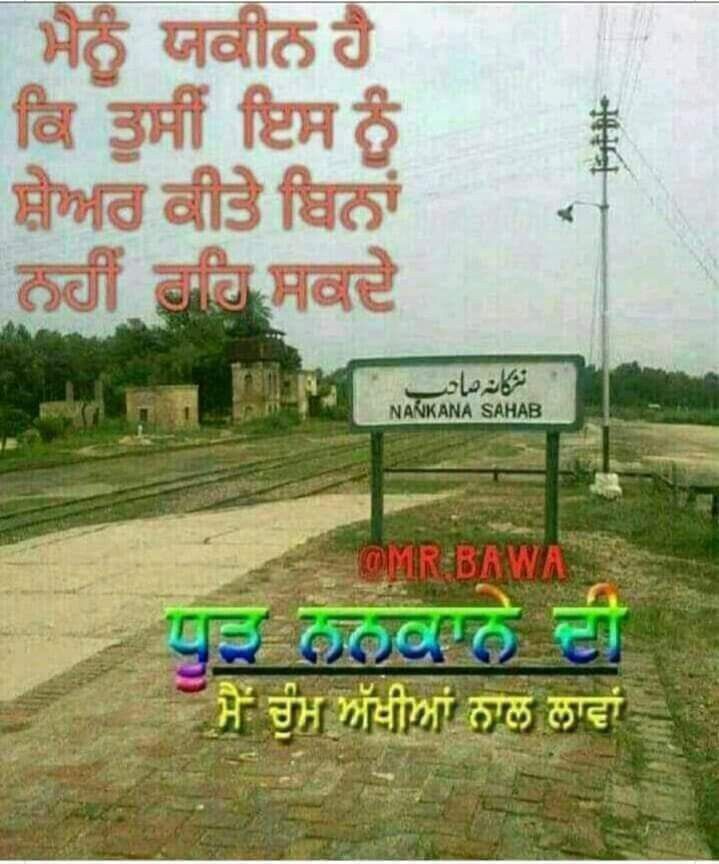 ਮੈਨੂੰ ਯਕੀਨ ਹੈ
ਕਿ ਤੁਸੀਂ ਇਸ ਨੂੰ
ਸ਼ੇਅਰ ਕੀਤੇ ਬਿਨਾਂ
ਨਹੀਂ ਰਹਿ ਸਕਦੇ
ننکانہ صاحب
NANKANA SAHAB
@MR.BAWA
ਧੂੜ ਨਨਕਾਨੇ ਦੀ
ਮੈਂ ਚੁੰਮ ਅੱਖੀਆਂ ਨਾਲ ਲਾਵਾਂ